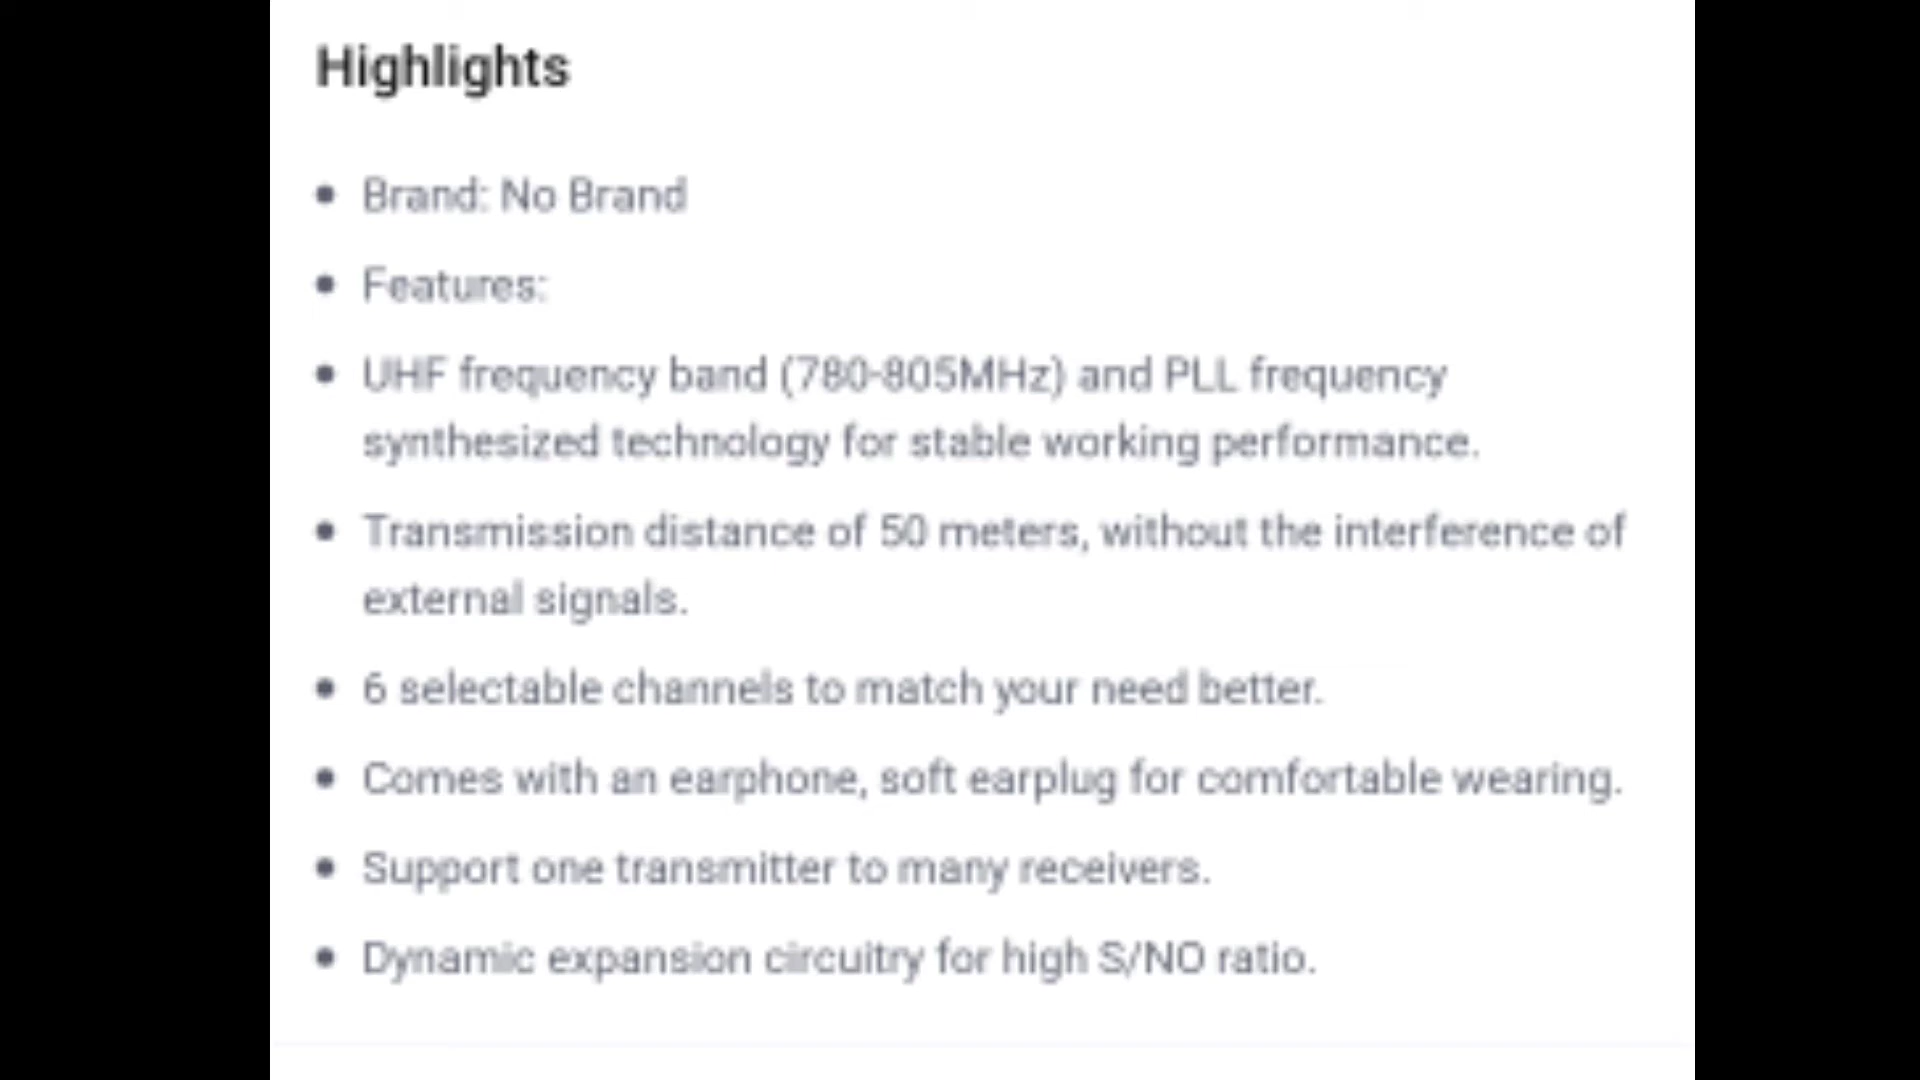 Highlights
• Brand: No Brand
• Features:
• UHF frequency band (780-805MHz) and PLL frequency
synthesized technology for stable working performance.
• Transmission distance of 50 meters, without the interference of
external signals.
• 6 selectable channels to match your need better.
• Comes with an earphone, soft earplug for comfortable wearing.
• Support one transmitter to many receivers.
• Dynamic expansion circuitry for high S/NO ratio.